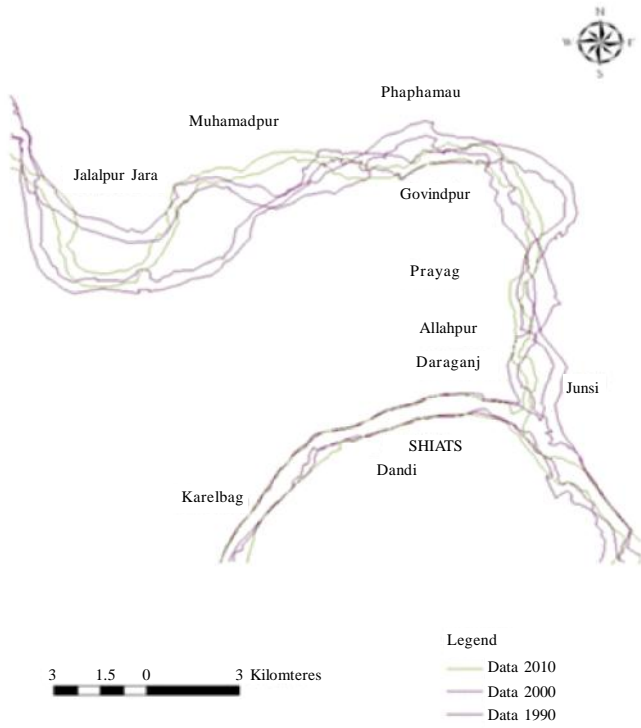 N
W E
S
Phaphamau
Muhamadpur
Jalalpur Jara
Govindpur
Prayag
Allahpur
Daraganj
Junsi
SHIATS
Dandi
Karelbag
Legend
3 1.5 0 3 Kilomteres
Data 2010
Data 2000
Data 1990